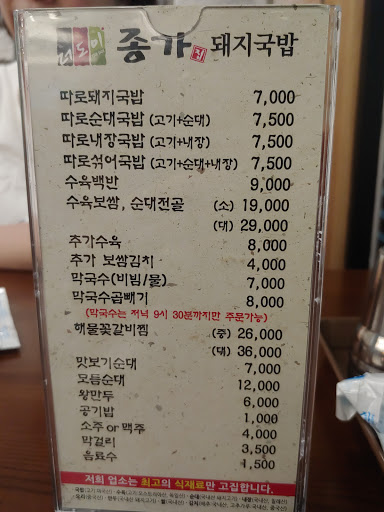 종가집 돼지국밥
따로돼지국밥 7,000
따로순대국밥 (고기+순대) 7,500
따로내장국밥 (고기+내장) 7,500
따로섞어국밥 (고기+순대+내장) 7,500
수육백반 9,000
수육보쌈, 순대전골 (소) 19,000
(대) 29,000
추가수육 8,000
추가 보쌈김치 4,000
막국수(비빔/물) 7,000
막국수곱빼기 8,000
(막국수는 저녁 9시 30분까지만 주문가능)
해물꽃갈비찜 (중) 26,000
(대) 36,000
맛보기순대 7,000
모듬순대 12,000
왕만두 6,000
공기밥 1,000
소주 or 맥주 4,000
막걸리 3,500
음료수 1,500
저희 업소는 최고의 식재료만 고집합니다.